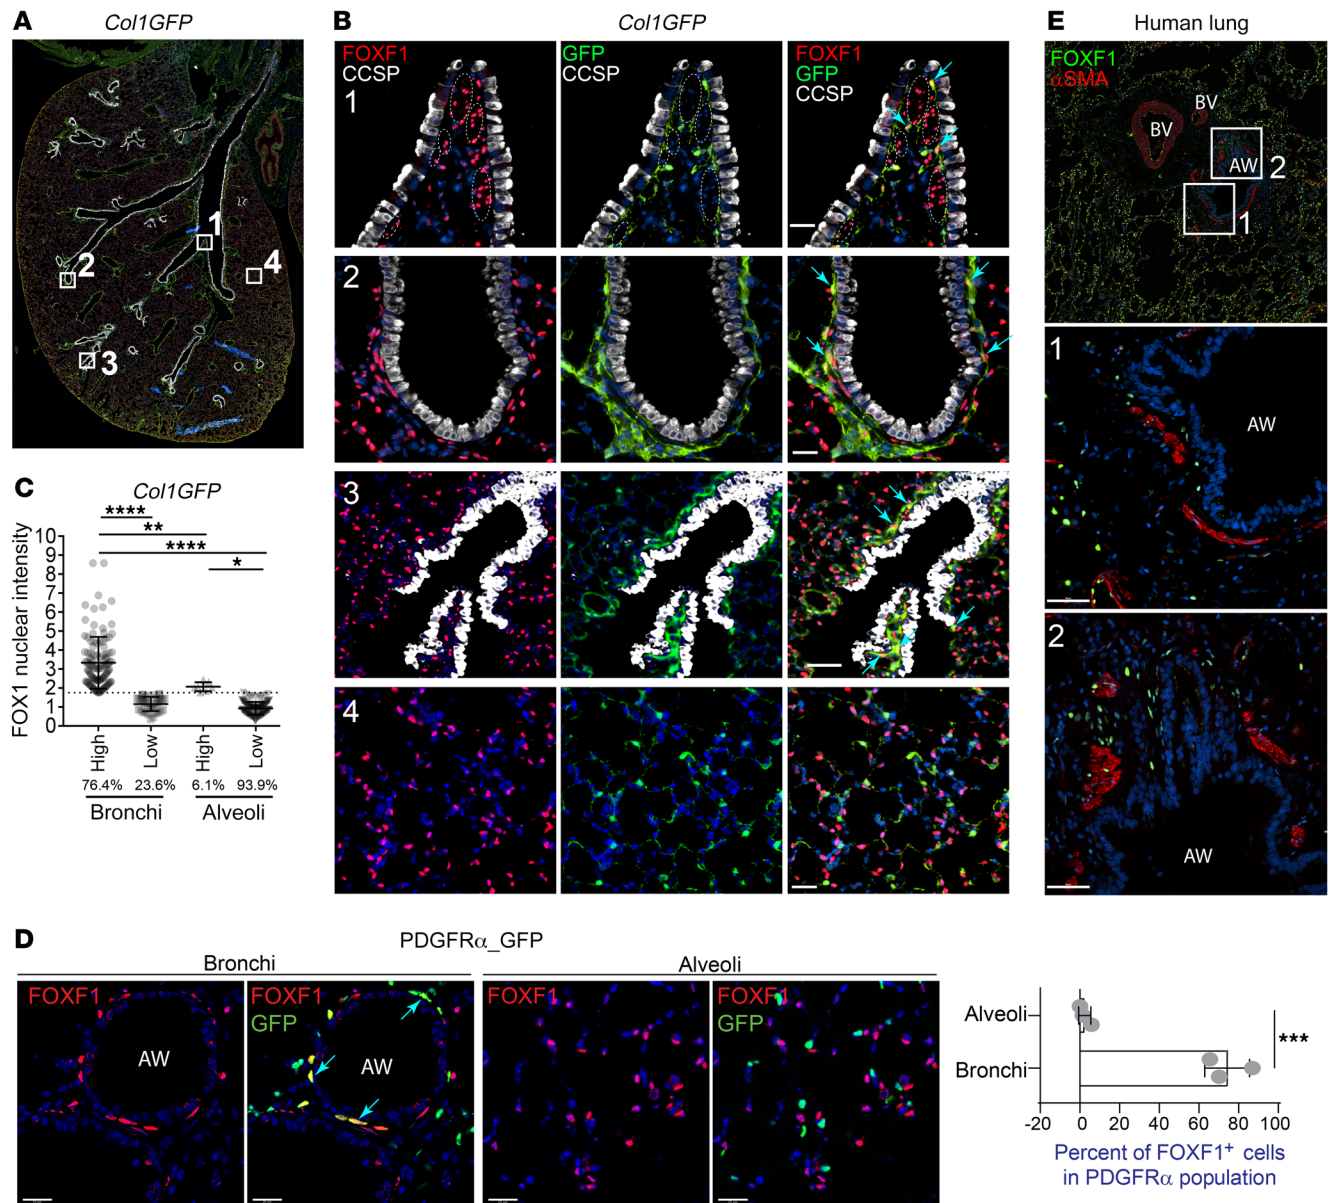 A
Col1GFP
1
2
3
4
B
Col1GFP
FOXF1
CCSP
GFP
CCSP
FOXF1
GFP
CCSP
1
2
3
4
C
Col1GFP
FOX1 nuclear intensity
10
9
8
7
6
5
4
3
2
1
0
****
**
****
*
High
Low
High
Low
76.4% 23.6% 6.1% 93.9%
Bronchi Alveoli
D
PDGFRα_GFP
Bronchi
Alveoli
FOXF1
AW
FOXF1
GFP
AW
FOXF1
FOXF1
GFP
Alveoli
Bronchi
***
-20 0 20 40 60 80 100
Percent of FOXF1⁺ cells
in PDGFRα population
E
Human lung
FOXF1
αSMA
BV
BV
AW
2
1
1
AW
2
AW